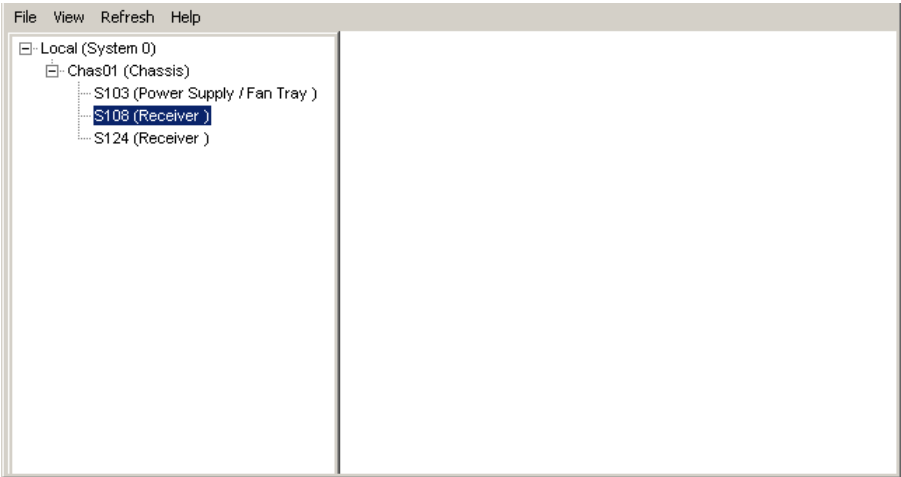 File View Refresh Help
Local (System 0)
Chas01 (Chassis)
S103 (Power Supply / Fan Tray )
S108 (Receiver )
S124 (Receiver )